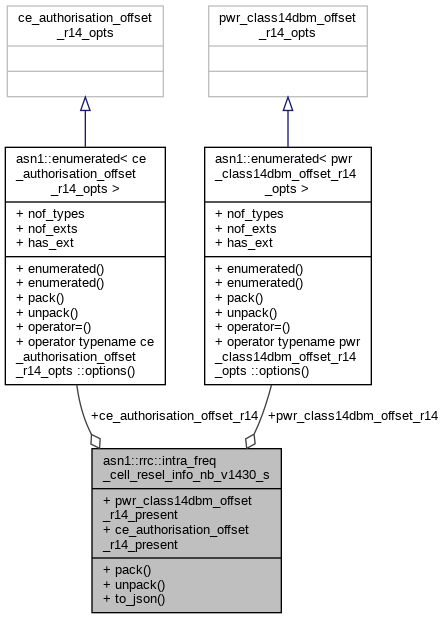 ce_authorisation_offset
_r14_opts
pwr_class14dbm_offset
_r14_opts
asn1::enumerated< ce
_authorisation_offset
_r14_opts >
+ nof_types
+ nof_exts
+ has_ext
+ enumerated()
+ enumerated()
+ pack()
+ unpack()
+ operator=()
+ operator typename ce
_authorisation_offset
_r14_opts ::options()
asn1::enumerated< pwr
_class14dbm_offset_r14
_opts >
+ nof_types
+ nof_exts
+ has_ext
+ enumerated()
+ enumerated()
+ pack()
+ unpack()
+ operator=()
+ operator typename pwr
_class14dbm_offset_r14
_opts ::options()
+ce_authorisation_offset_r14
+pwr_class14dbm_offset_r14
asn1::rrc::intra_freq
_cell_resel_info_nb_v1430_s
+ pwr_class14dbm_offset
_r14_present
+ ce_authorisation_offset
_r14_present
+ pack()
+ unpack()
+ to_json()